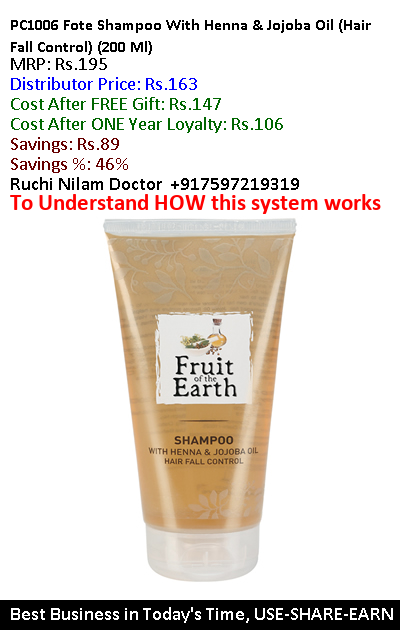 PC1006 Fote Shampoo With Henna & Jojoba Oil (Hair
Fall Control) (200 Ml)
MRP: Rs.195
Distributor Price: Rs.163
Cost After FREE Gift: Rs.147
Cost After ONE Year Loyalty: Rs.106
Savings: Rs.89
Savings %: 46%
Ruchi Nilam Doctor +917597219319
To Understand HOW this system works
Fruit
of the
Earth
SHAMPOO
WITH HENNA & JOJOBA OIL
HAIR FALL CONTROL
Best Business in Today's Time, USE-SHARE-EARN